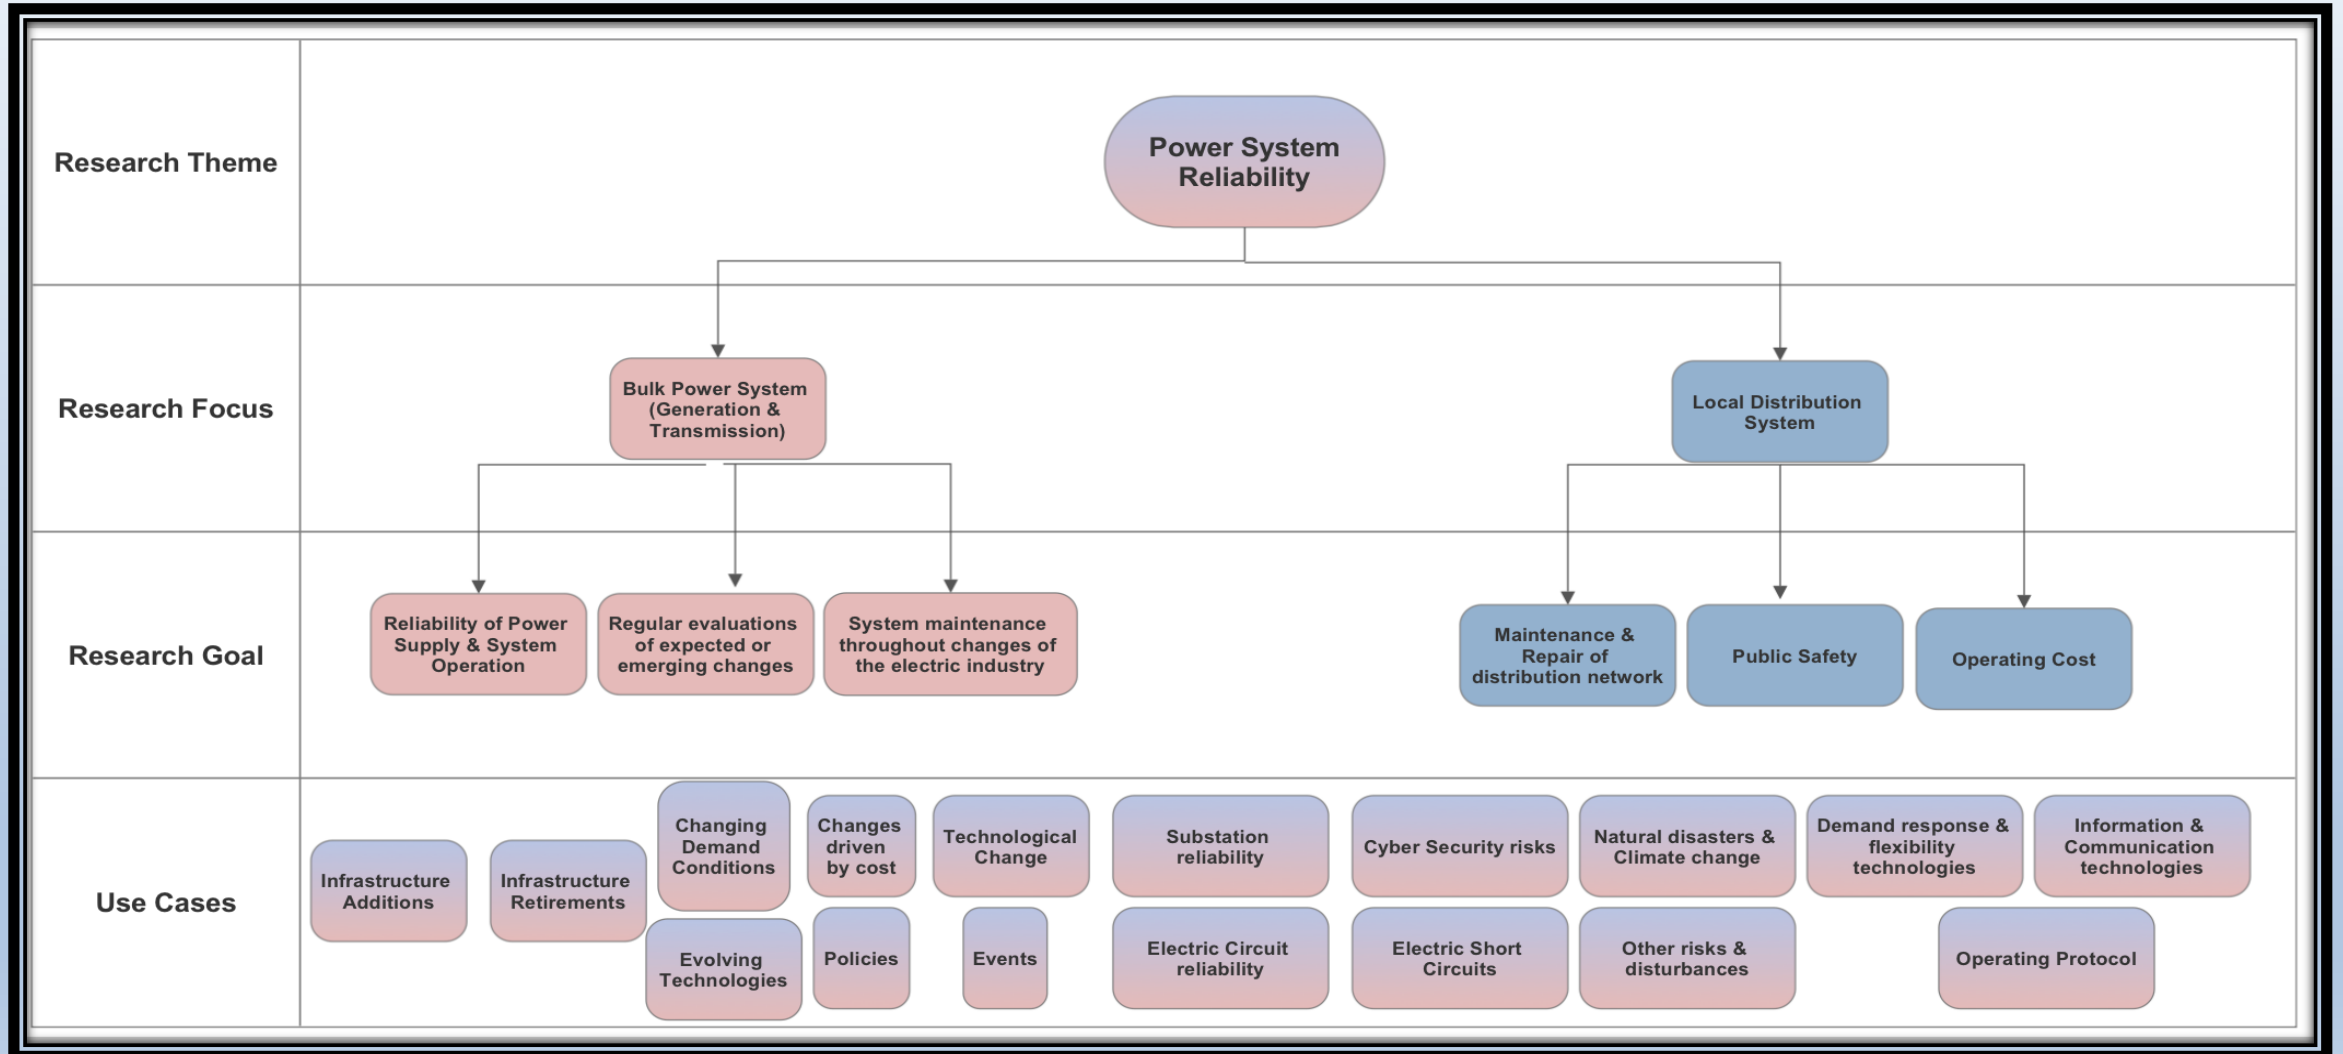 Research Theme
Power System
Reliability
Research Focus
Bulk Power System
(Generation &
Transmission)
Local Distribution
System
Research Goal
Reliability of Power
Supply & System
Operation
Regular evaluations
of expected or
emerging changes
System maintenance
throughout changes of
the electric industry
Maintenance &
Repair of
distribution network
Public Safety
Operating Cost
Use Cases
Infrastructure
Additions
Infrastructure
Retirements
Changing
Demand
Conditions
Changes
driven
by cost
Technological
Change
Substation
reliability
Cyber Security risks
Natural disasters &
Climate change
Demand response &
flexibility
technologies
Information &
Communication
technologies
Evolving
Technologies
Policies
Events
Electric Circuit
reliability
Electric Short
Circuits
Other risks &
disturbances
Operating Protocol